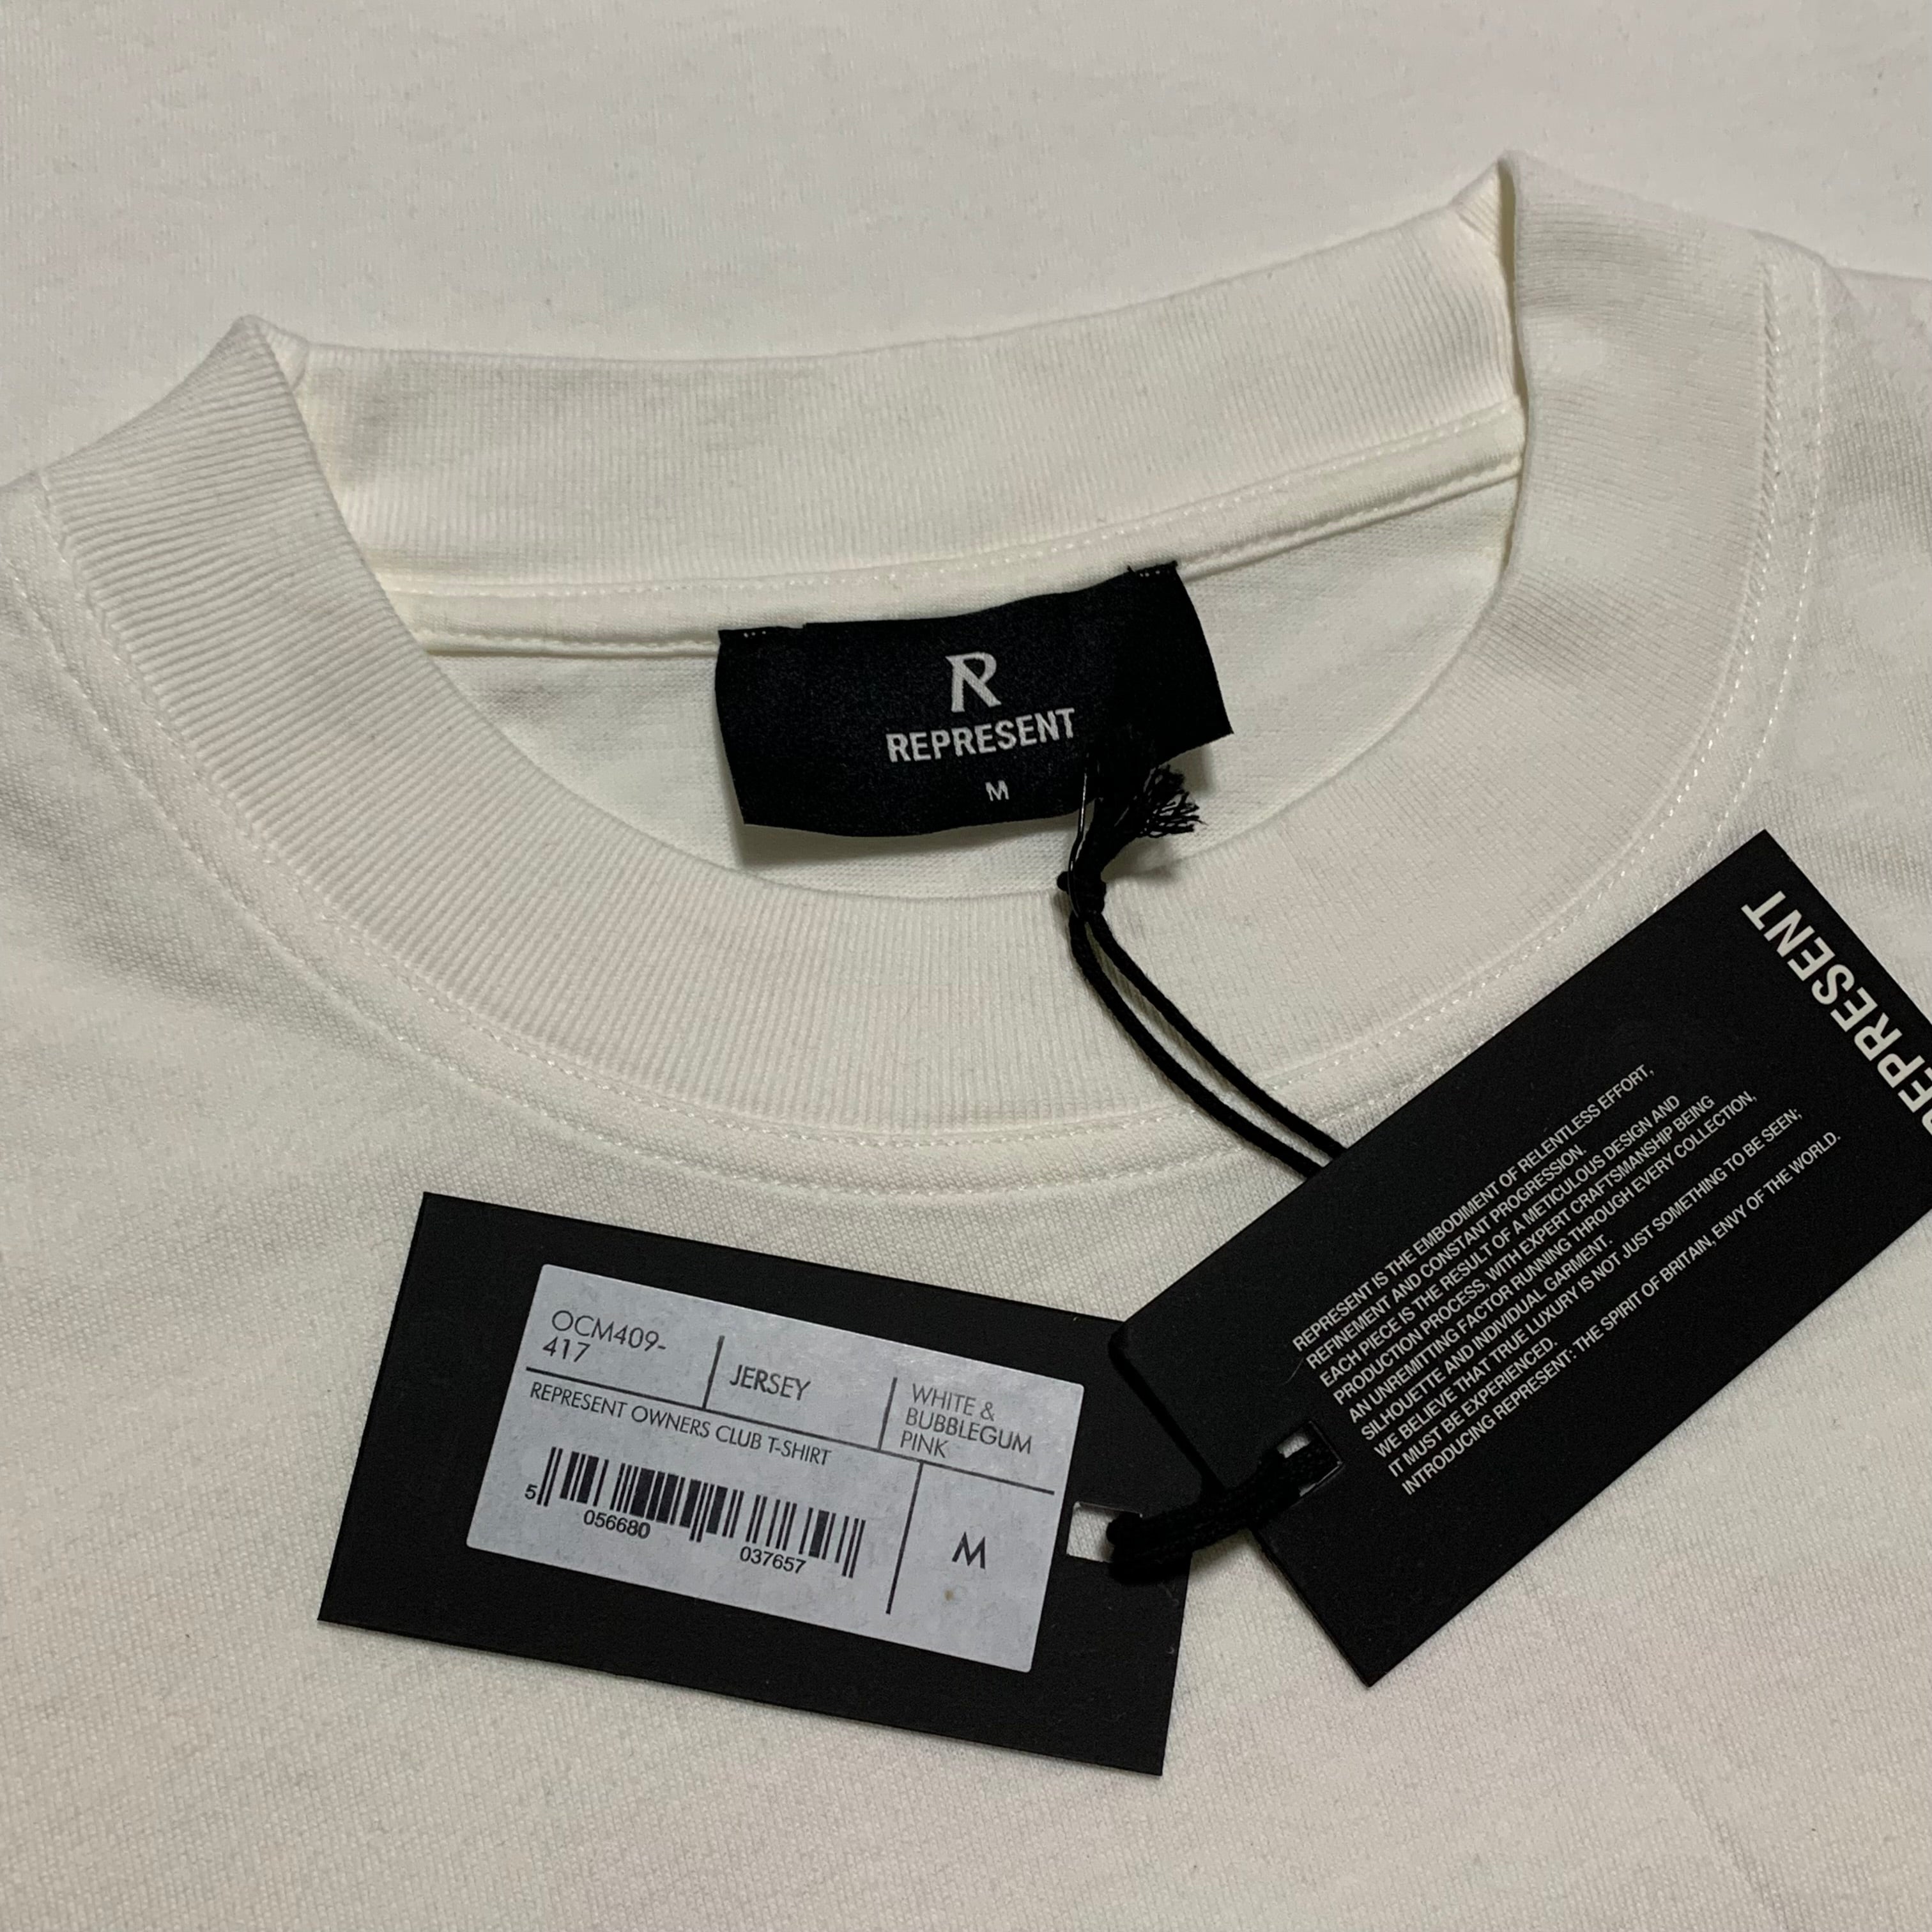 R
REPRESENT
M
OCM409-
417
JERSEY
WHITE &
BUBBLEGUM
PINK
REPRESENT OWNERS CLUB T-SHIRT
5
056680
037657
M
REPRESENT
REPRESENT IS THE EMBODIMENT OF RELENTLESS EFFORT,
REFINEMENT AND CONSTANT PROGRESSION.
EACH PIECE IS THE RESULT OF A METICULOUS DESIGN AND
PRODUCTION PROCESS, WITH EXPERT CRAFTSMANSHIP BEING
AN UNREMITTING FACTOR RUNNING THROUGH EVERY COLLECTION,
SILHOUETTE AND INDIVIDUAL GARMENT.
WE BELIEVE THAT TRUE LUXURY IS NOT JUST SOMETHING TO BE SEEN;
IT MUST BE EXPERIENCED.
INTRODUCING REPRESENT: THE SPIRIT OF BRITAIN, ENVY OF THE WORLD.